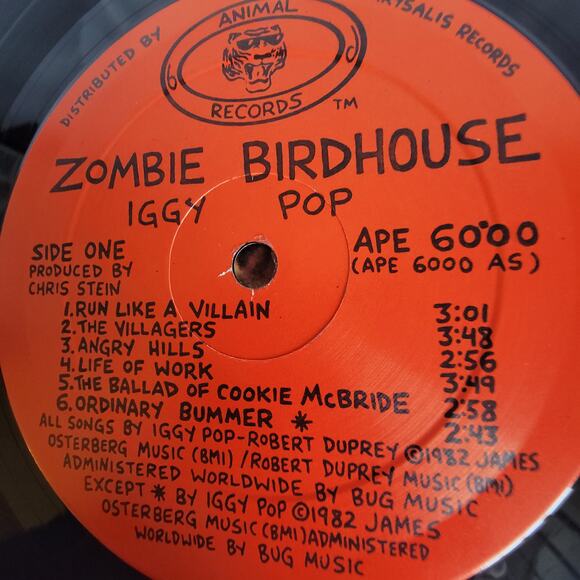 DISTRIBUTED BY
CHRYSALIS RECORDS
ANIMAL
RECORDS
TM
ZOMBIE BIRDHOUSE
IGGY POP
SIDE ONE
PRODUCED BY
CHRIS STEIN
APE 6000
(APE 6000 AS)
1. RUN LIKE A VILLAIN 3:01
2. THE VILLAGERS 3:48
3. ANGRY HILLS 2:56
4. LIFE OF WORK 3:49
5. THE BALLAD OF COOKIE McBRIDE 2:58
6. ORDINARY BUMMER * 2:43
ALL SONGS BY IGGY POP-ROBERT DUPREY ©1982 JAMES
OSTERBERG MUSIC (BMI)/ROBERT DUPREY MUSIC (BMI)
ADMINISTERED WORLDWIDE BY BUG MUSIC
EXCEPT * BY IGGY POP ©1982 JAMES
OSTERBERG MUSIC (BMI) ADMINISTERED
WORLDWIDE BY BUG MUSIC